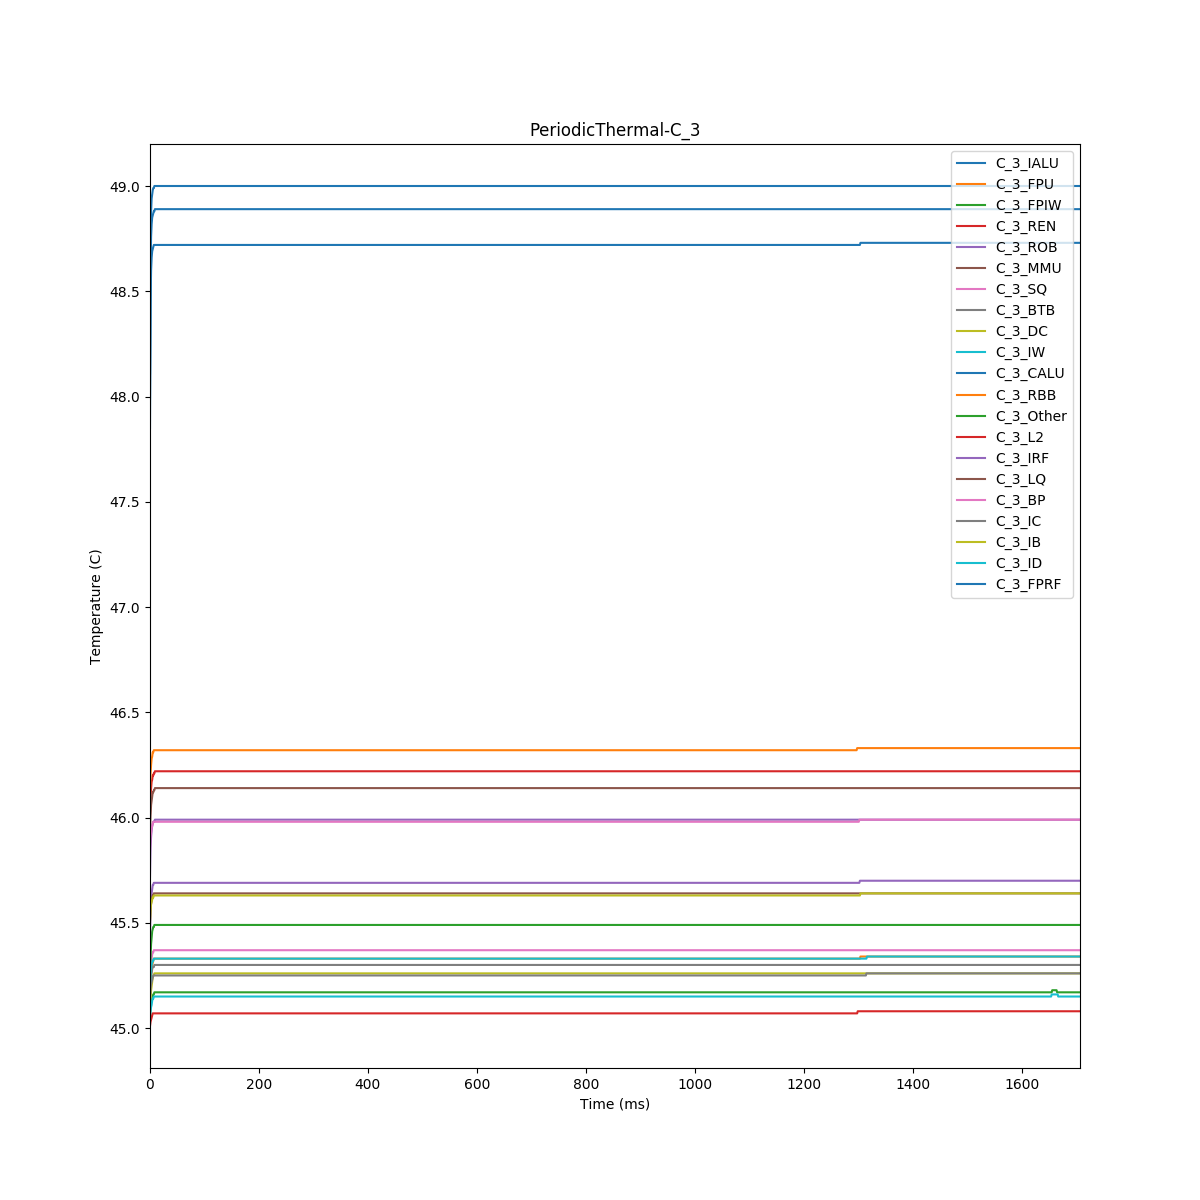 PeriodicThermal-C_3
49.0
48.5
48.0
47.5
47.0
46.5
46.0
45.5
45.0
Temperature (C)
C_3_IALU
C_3_FPU
C_3_FPIW
C_3_REN
C_3_ROB
C_3_MMU
C_3_SQ
C_3_BTB
C_3_DC
C_3_IW
C_3_CALU
C_3_RBB
C_3_Other
C_3_L2
C_3_IRF
C_3_LQ
C_3_BP
C_3_IC
C_3_IB
C_3_ID
C_3_FPRF
0 200 400 600 800 1000 1200 1400 1600
Time (ms)